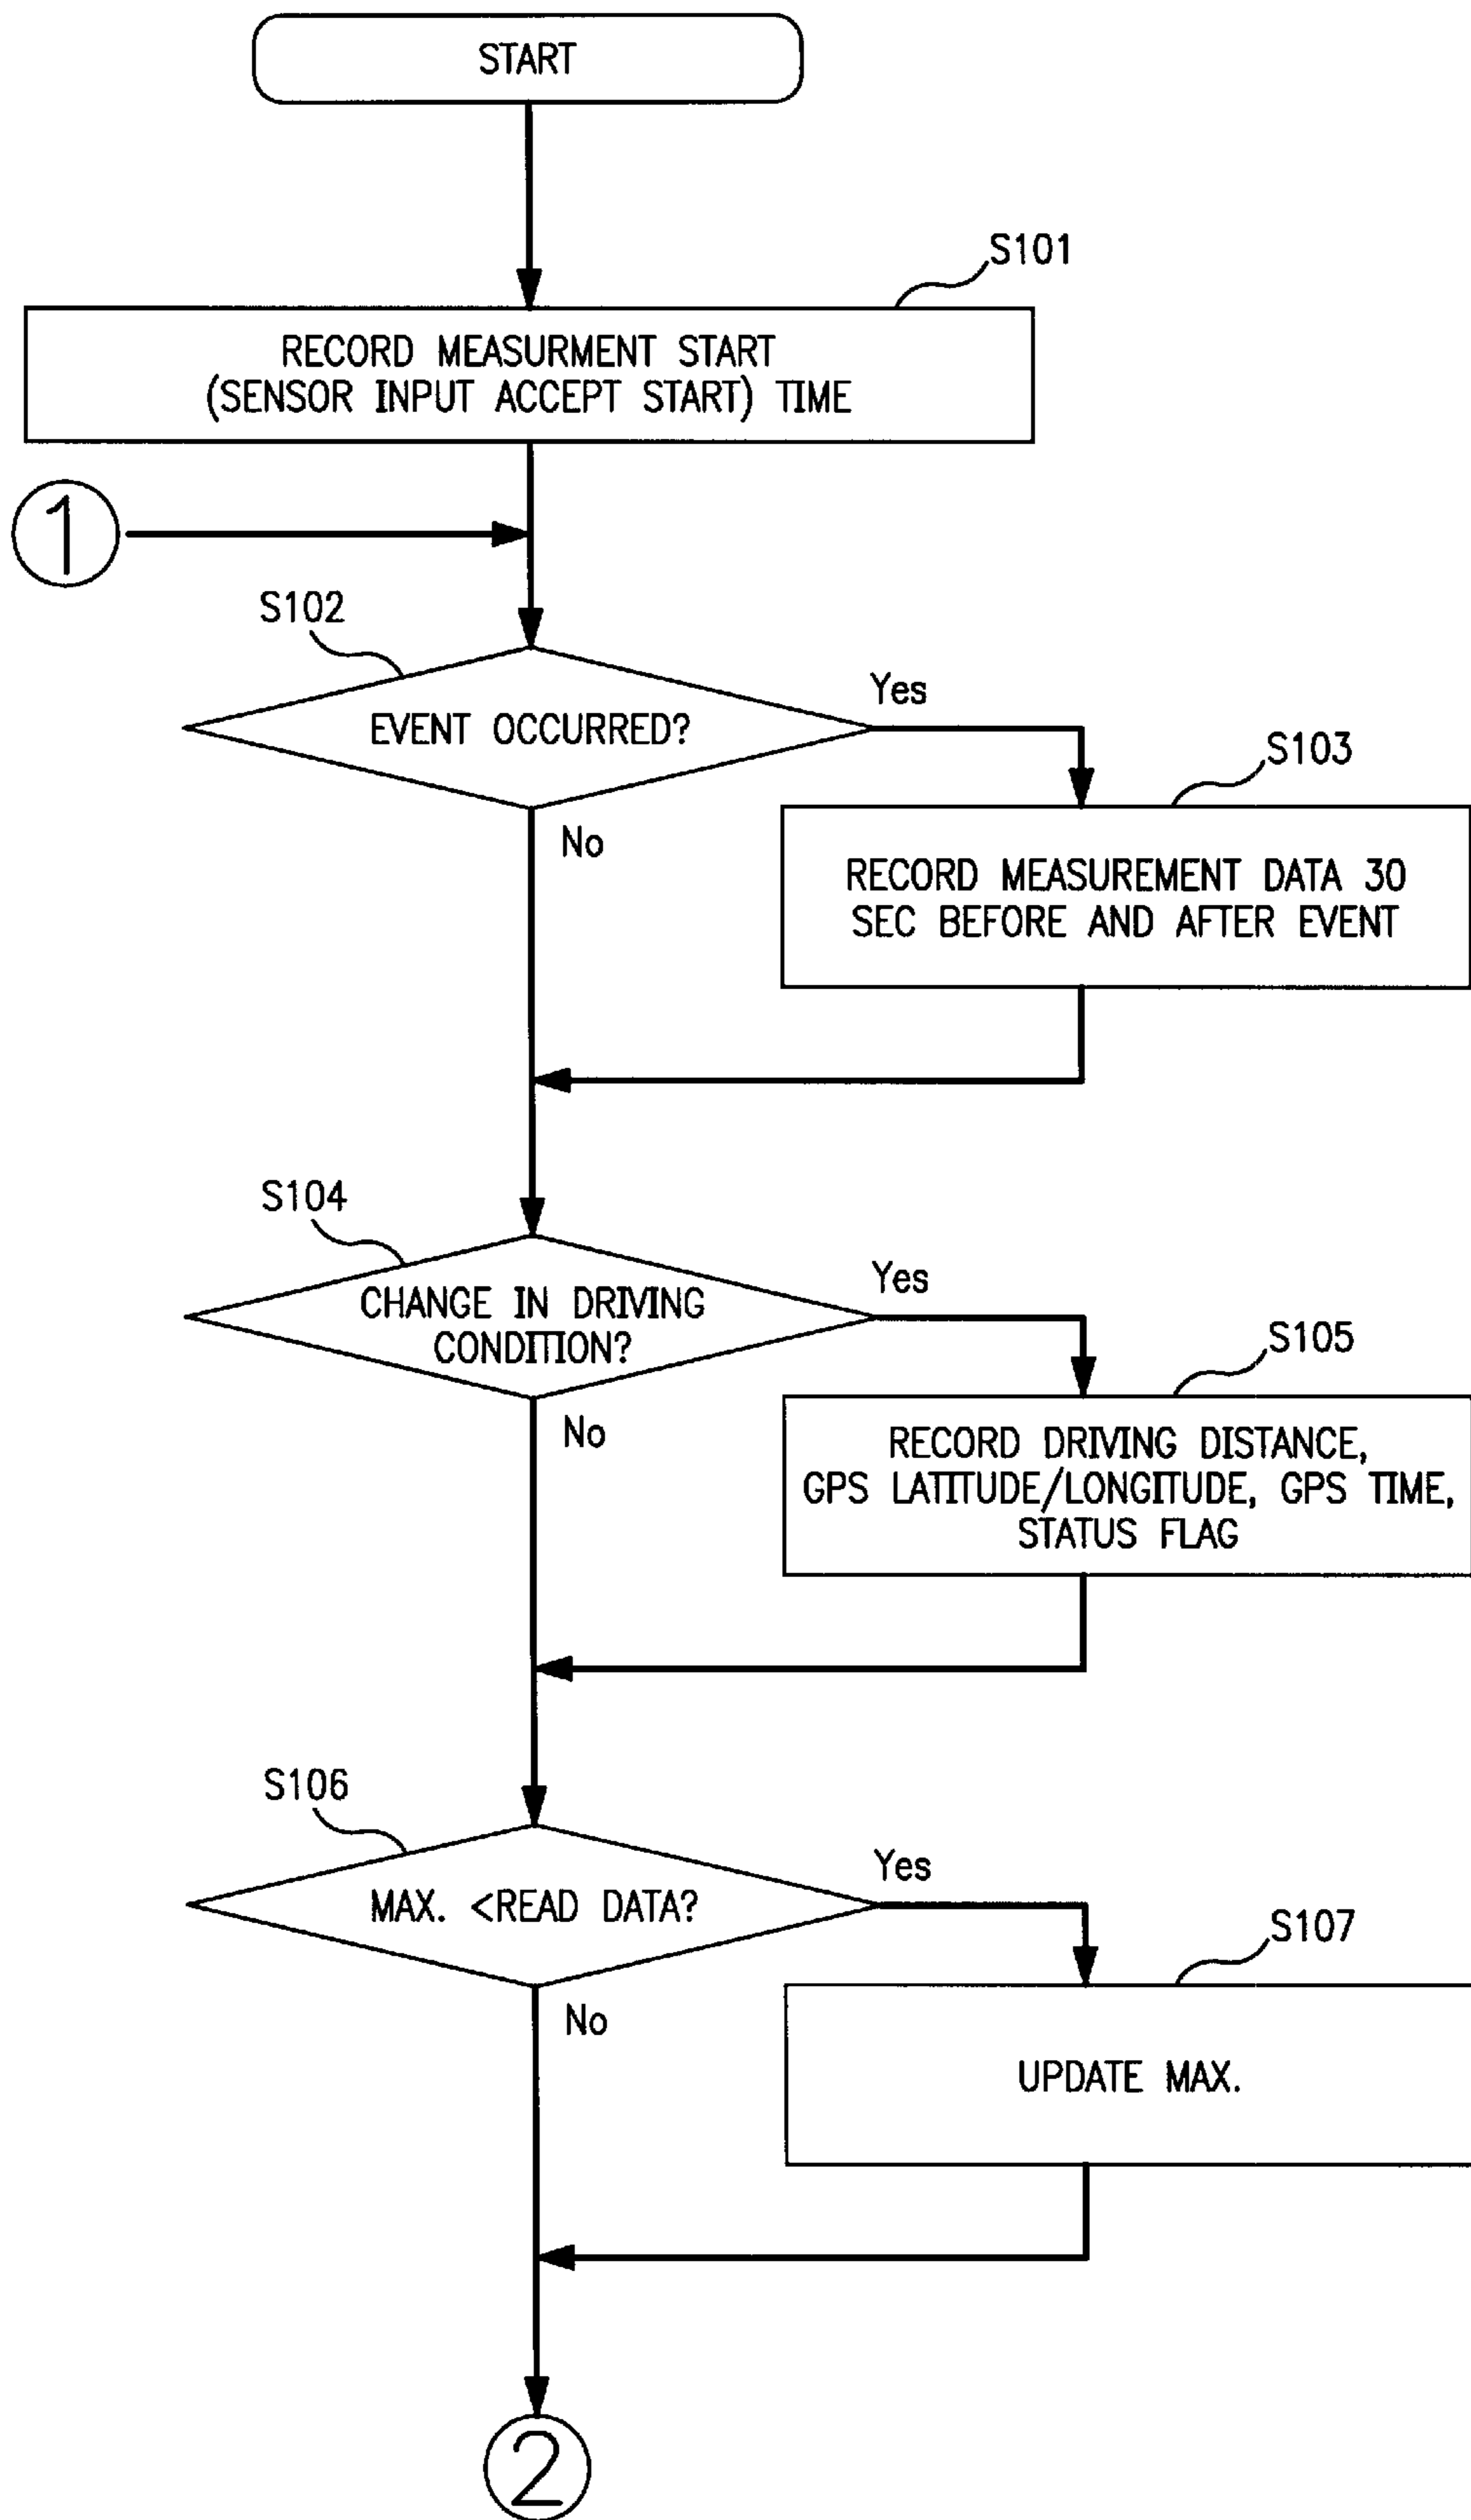 START
S101
RECORD MEASURMENT START
(SENSOR INPUT ACCEPT START) TIME
1
S102
EVENT OCCURRED?
Yes
No
S103
RECORD MEASUREMENT DATA 30
SEC BEFORE AND AFTER EVENT
S104
CHANGE IN DRIVING
CONDITION?
Yes
No
S105
RECORD DRIVING DISTANCE,
GPS LATITUDE/LONGITUDE, GPS TIME,
STATUS FLAG
S106
MAX. <READ DATA?
Yes
No
S107
UPDATE MAX.
2